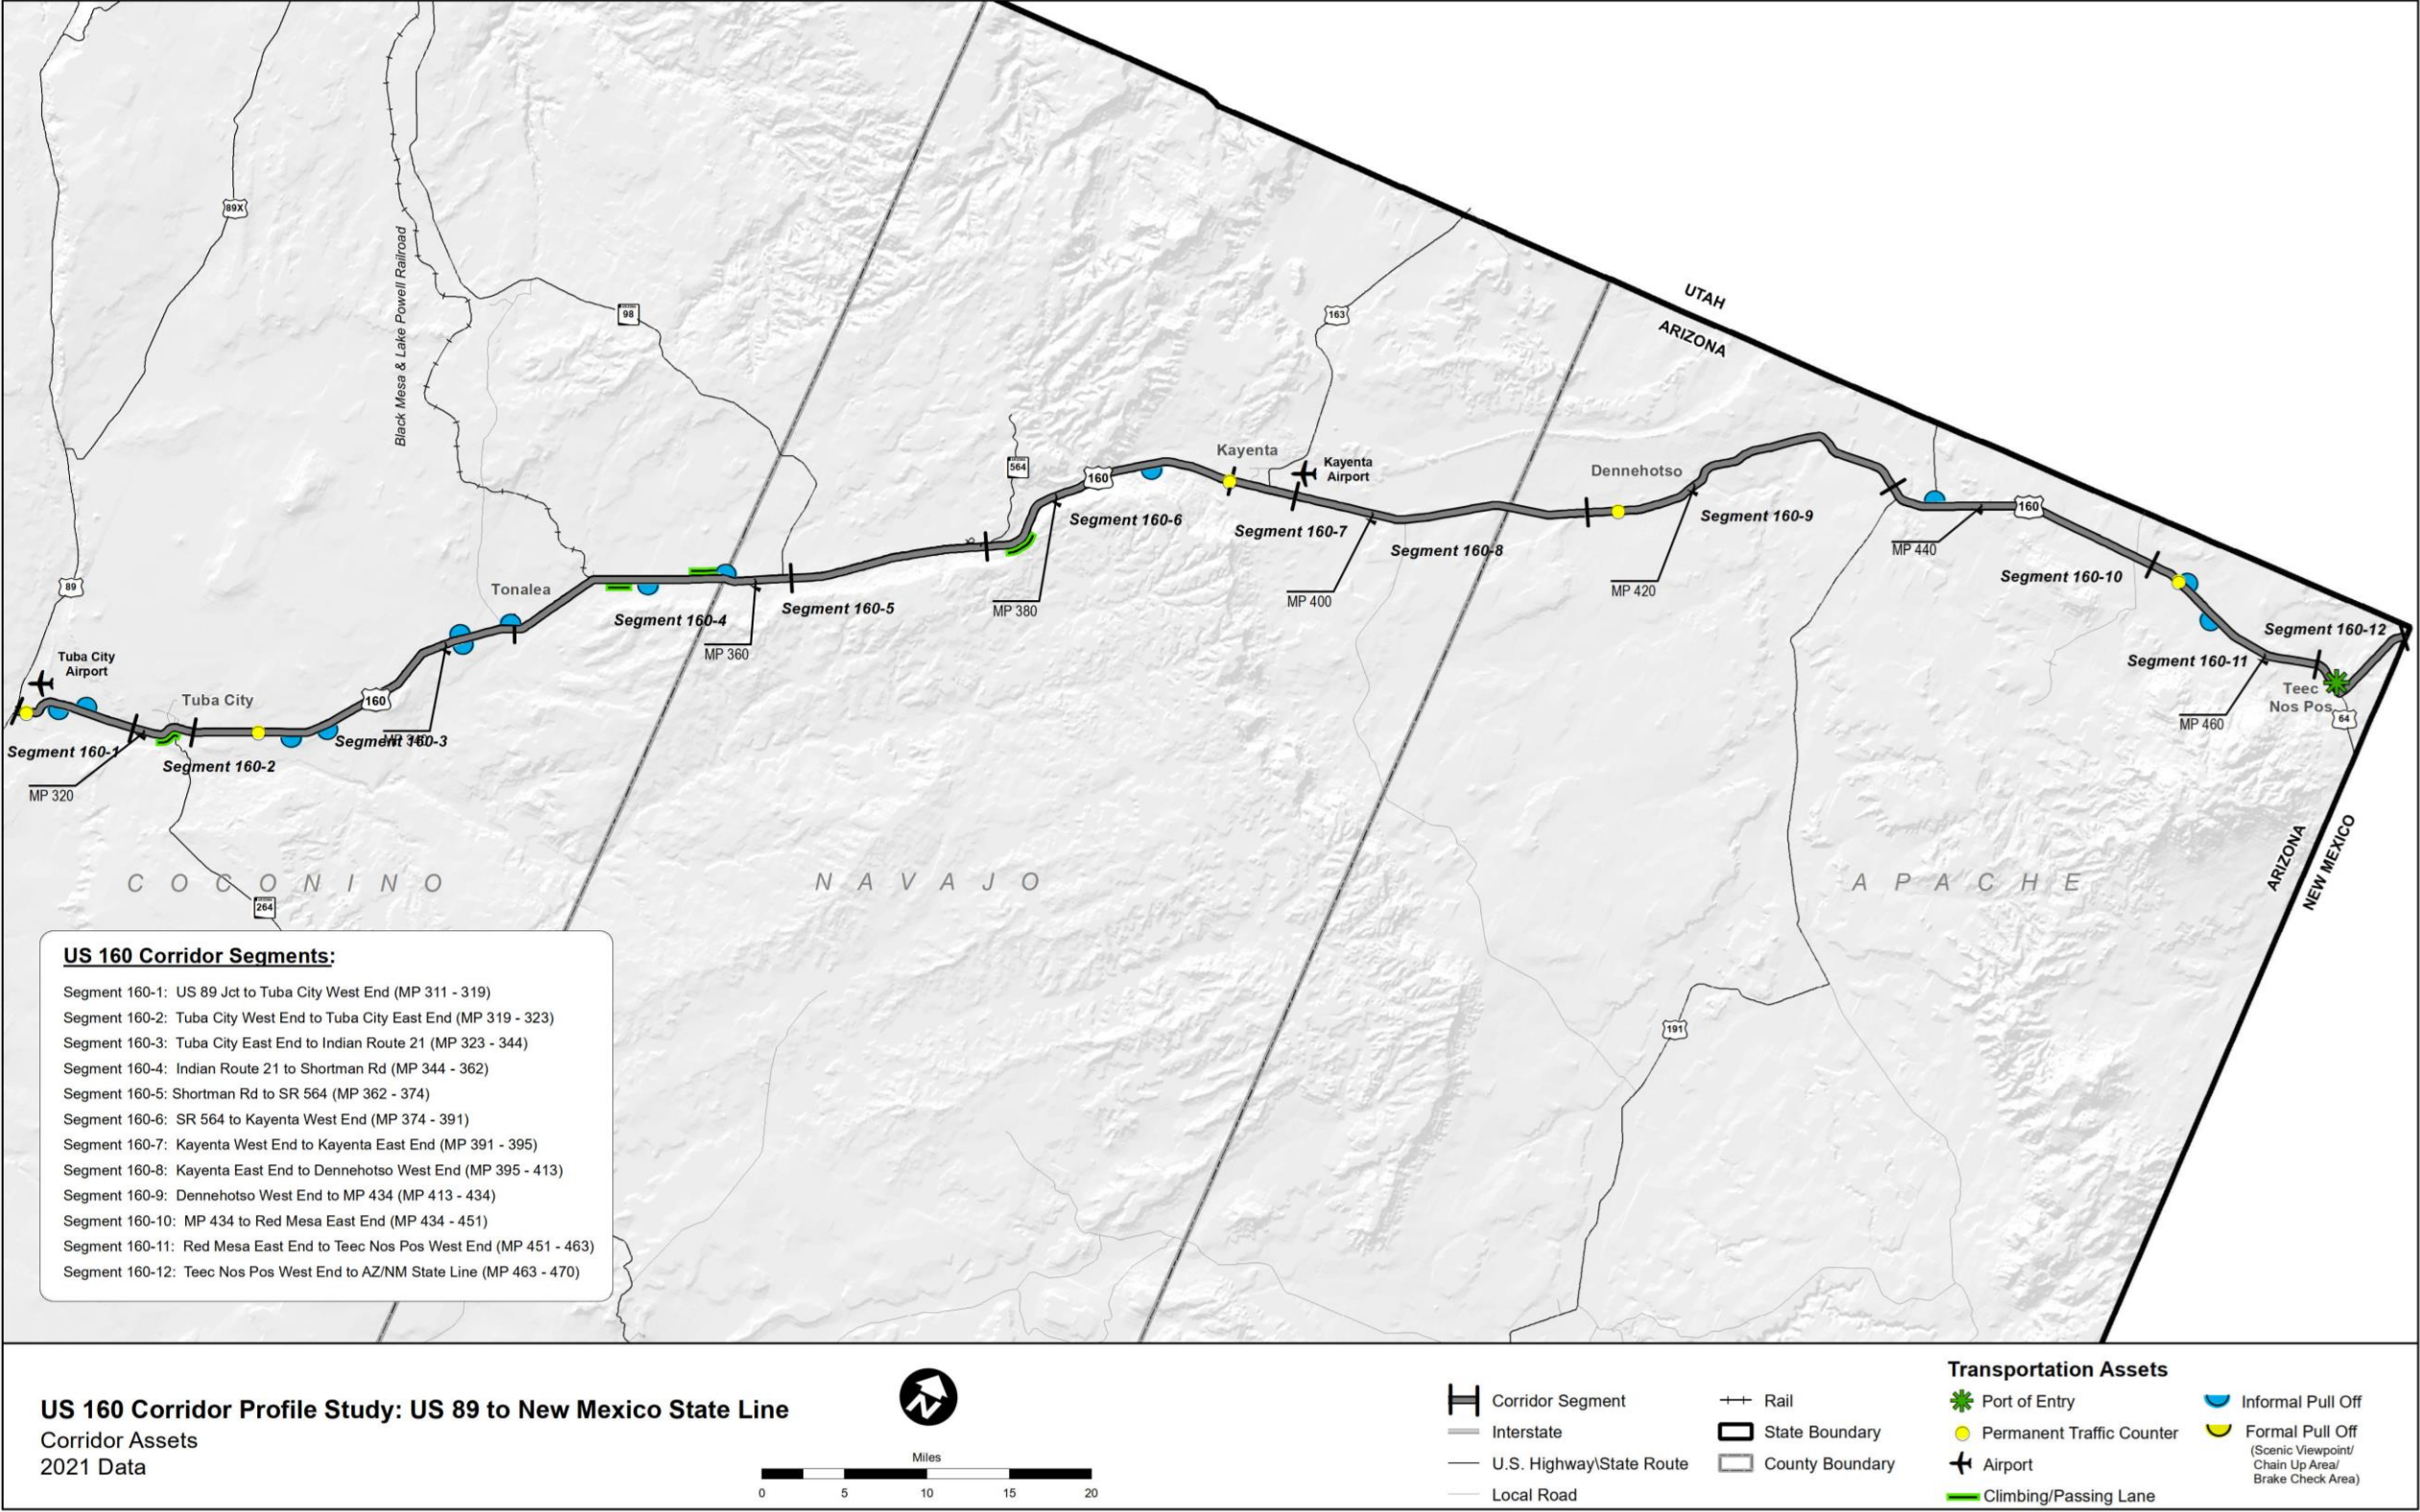 UTAH
ARIZONA
89X
Black Mesa & Lake Powell Railroad
98
163
564
Kayenta
Kayenta
Airport
Dennehotso
160
160
Segment 160-6
Segment 160-7
Segment 160-8
Segment 160-9
MP 440
Segment 160-10
89
Tonalea
Segment 160-4
Segment 160-5
MP 360
MP 380
MP 400
MP 420
Segment 160-12
Segment 160-11
Teec
Nos Pos
MP 460
64
Tuba City
Airport
Tuba City
160
Segment 160-1
Segment 160-2
Segment 160-3
MP 320
COCONINO
NAVAJO
APACHE
ARIZONA
NEW MEXICO
264
191
US 160 Corridor Segments:
Segment 160-1: US 89 Jct to Tuba City West End (MP 311 - 319)
Segment 160-2: Tuba City West End to Tuba City East End (MP 319 - 323)
Segment 160-3: Tuba City East End to Indian Route 21 (MP 323 - 344)
Segment 160-4: Indian Route 21 to Shortman Rd (MP 344 - 362)
Segment 160-5: Shortman Rd to SR 564 (MP 362 - 374)
Segment 160-6: SR 564 to Kayenta West End (MP 374 - 391)
Segment 160-7: Kayenta West End to Kayenta East End (MP 391 - 395)
Segment 160-8: Kayenta East End to Dennehotso West End (MP 395 - 413)
Segment 160-9: Dennehotso West End to MP 434 (MP 413 - 434)
Segment 160-10: MP 434 to Red Mesa East End (MP 434 - 451)
Segment 160-11: Red Mesa East End to Teec Nos Pos West End (MP 451 - 463)
Segment 160-12: Teec Nos Pos West End to AZ/NM State Line (MP 463 - 470)
US 160 Corridor Profile Study: US 89 to New Mexico State Line
Corridor Assets
2021 Data
N
Miles
0 5 10 15 20
Corridor Segment
Interstate
U.S. Highway\State Route
Local Road
Rail
State Boundary
County Boundary
Transportation Assets
Port of Entry
Permanent Traffic Counter
Airport
Climbing/Passing Lane
Informal Pull Off
Formal Pull Off
(Scenic Viewpoint/
Chain Up Area/
Brake Check Area)